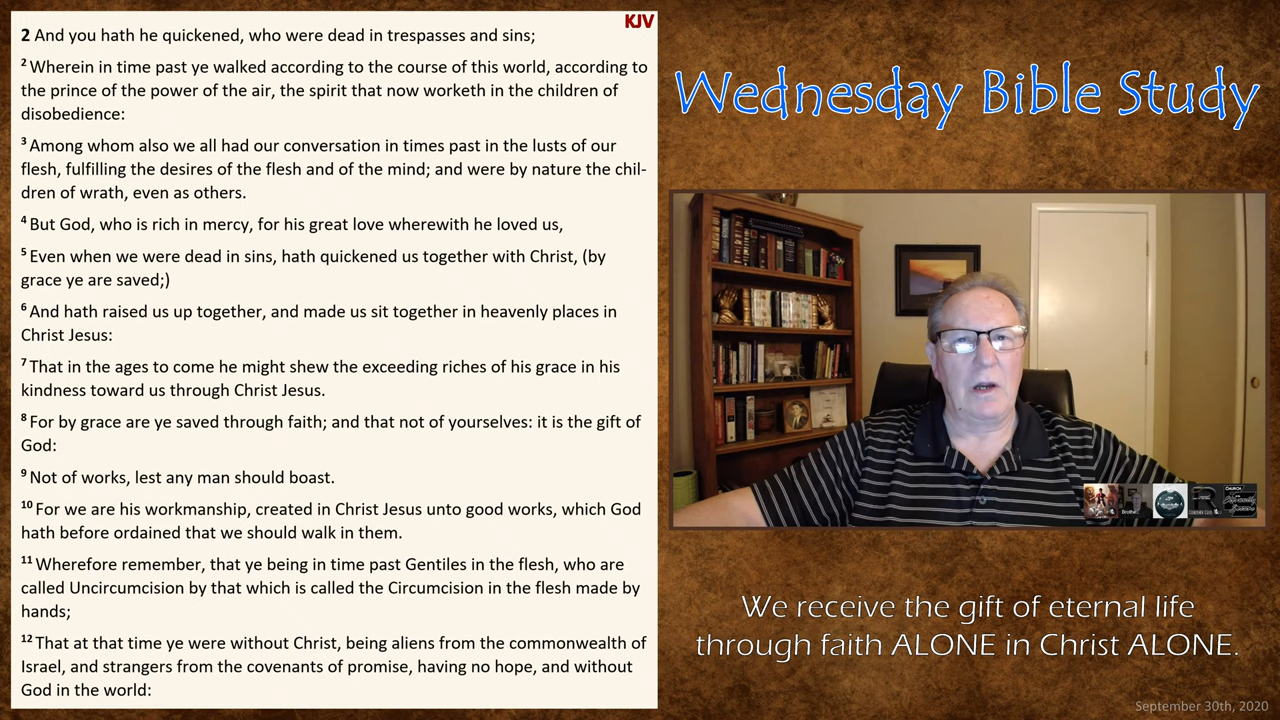 KJV
2 And you hath he quickened, who were dead in trespasses and sins;
2 Wherein in time past ye walked according to the course of this world, according to
the prince of the power of the air, the spirit that now worketh in the children of
disobedience:
3 Among whom also we all had our conversation in times past in the lusts of our
flesh, fulfilling the desires of the flesh and of the mind; and were by nature the chil-
dren of wrath, even as others.
4 But God, who is rich in mercy, for his great love wherewith he loved us,
5 Even when we were dead in sins, hath quickened us together with Christ, (by
grace ye are saved;)
6 And hath raised us up together, and made us sit together in heavenly places in
Christ Jesus:
7 That in the ages to come he might shew the exceeding riches of his grace in his
kindness toward us through Christ Jesus.
8 For by grace are ye saved through faith; and that not of yourselves: it is the gift of
God:
9 Not of works, lest any man should boast.
10 For we are his workmanship, created in Christ Jesus unto good works, which God
hath before ordained that we should walk in them.
11 Wherefore remember, that ye being in time past Gentiles in the flesh, who are
called Uncircumcision by that which is called the Circumcision in the flesh made by
hands;
12 That at that time ye were without Christ, being aliens from the commonwealth of
Israel, and strangers from the covenants of promise, having no hope, and without
God in the world:
Wednesday Bible Study
CHURCH
Brothe...
We receive the gift of eternal life
through faith ALONE in Christ ALONE.
September 30th, 2020